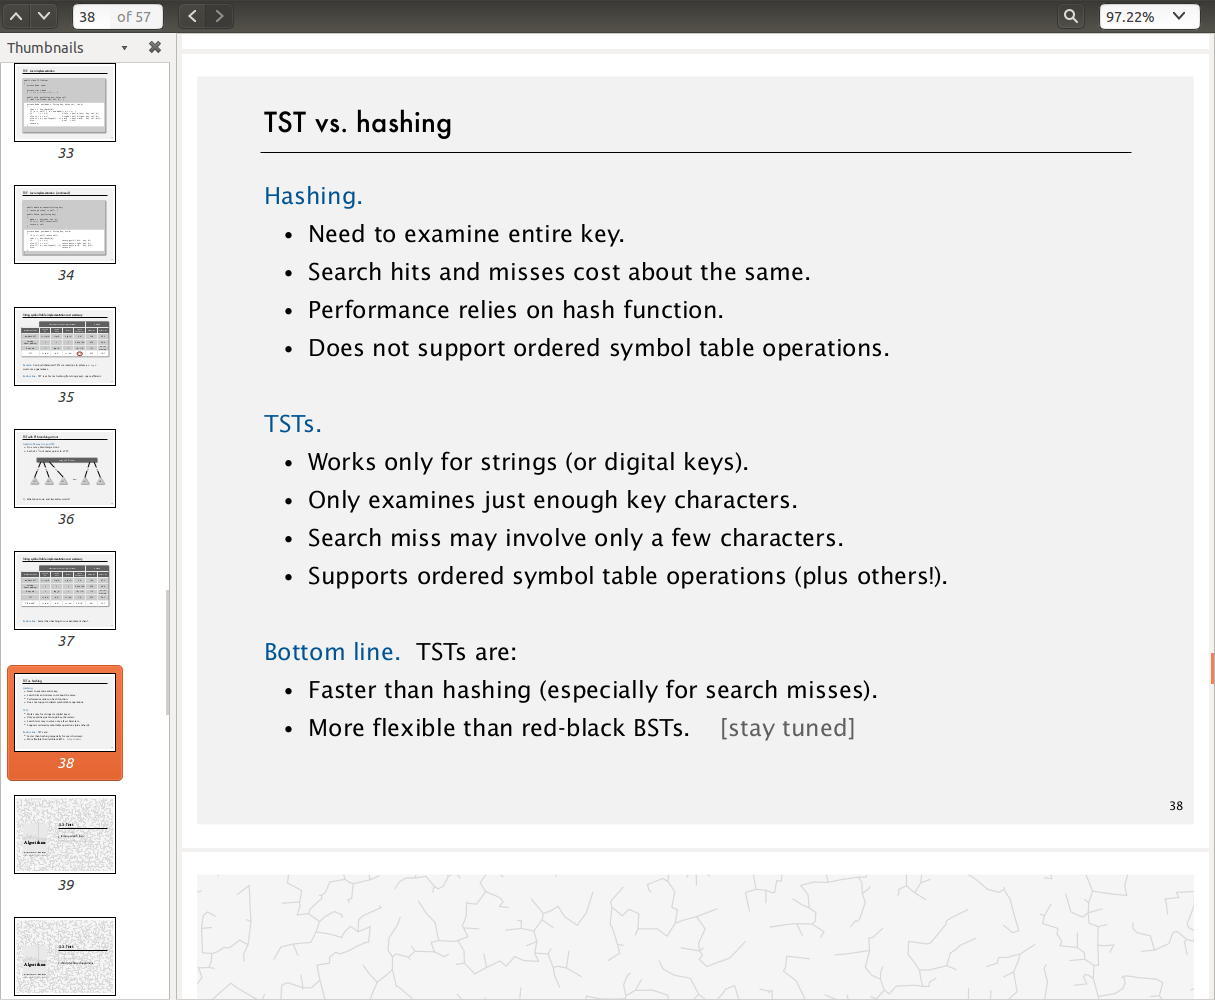 38 of 57
97.22%
Thumbnails
33
34
35
36
37
38
39
TST vs. hashing
Hashing.
• Need to examine entire key.
• Search hits and misses cost about the same.
• Performance relies on hash function.
• Does not support ordered symbol table operations.
TSTs.
• Works only for strings (or digital keys).
• Only examines just enough key characters.
• Search miss may involve only a few characters.
• Supports ordered symbol table operations (plus others!).
Bottom line. TSTs are:
• Faster than hashing (especially for search misses).
• More flexible than red-black BSTs. [stay tuned]
38